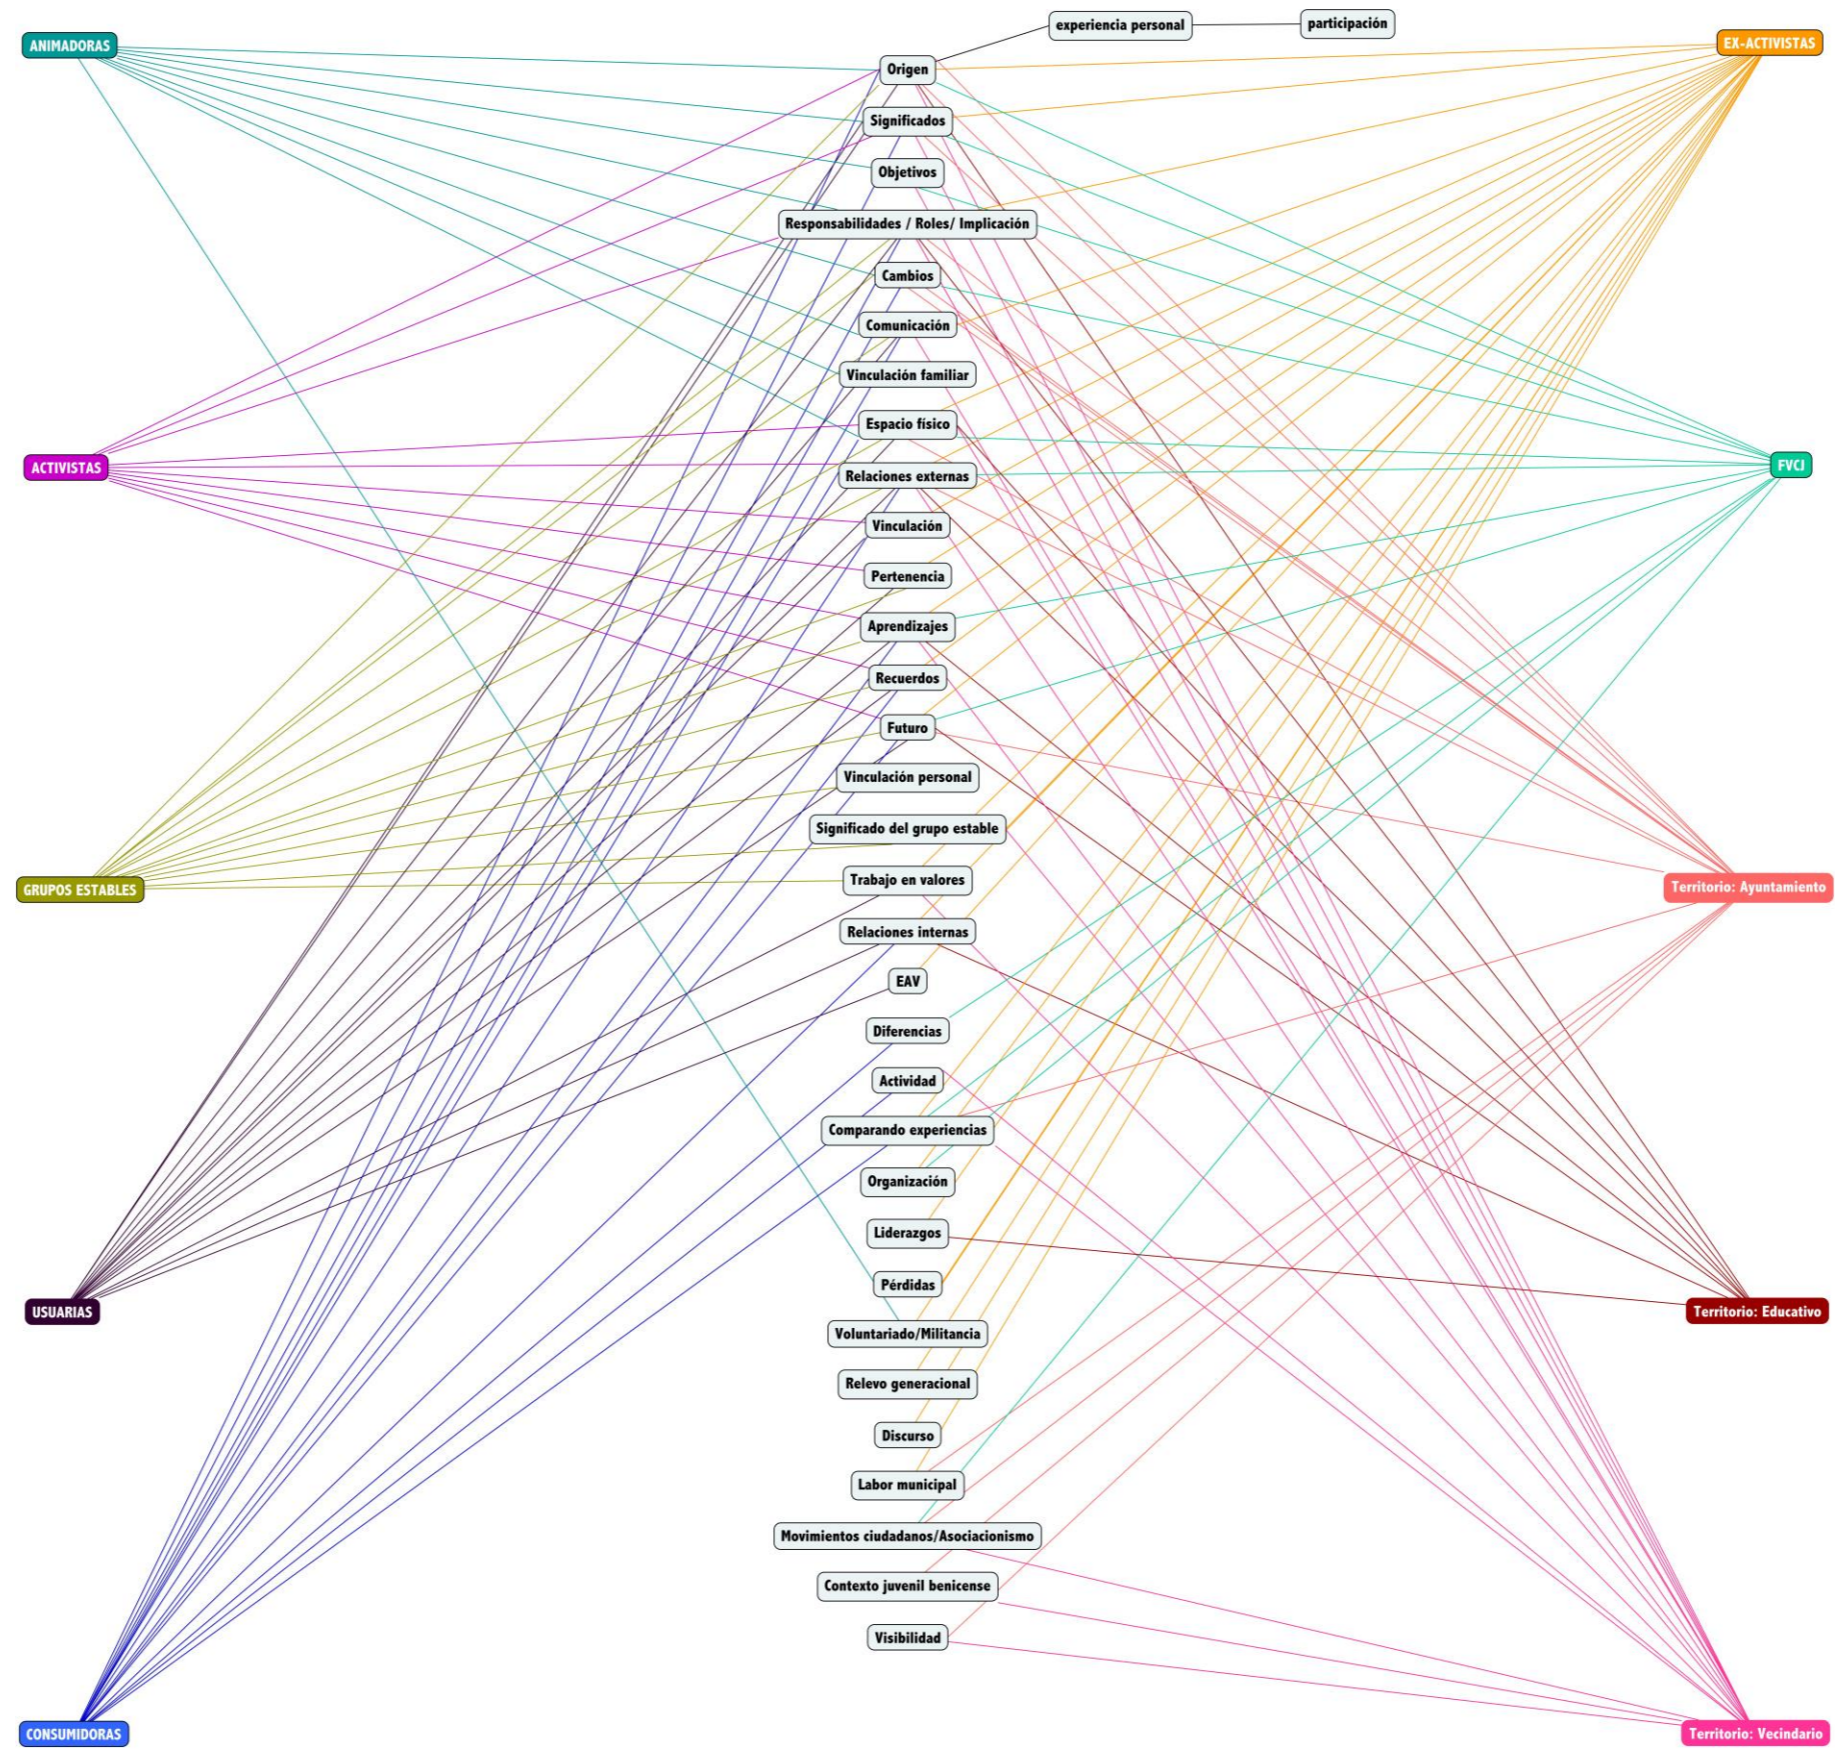 experiencia personal
participación
ANIMADORAS
EX-ACTIVISTAS
Origen
Significados
Objetivos
Responsabilidades / Roles/ Implicación
Cambios
Comunicación
Vinculación familiar
Espacio físico
ACTIVISTAS
FVCJ
Relaciones externas
Vinculación
Pertenencia
Aprendizajes
Recuerdos
Futuro
Vinculación personal
Significado del grupo estable
Trabajo en valores
GRUPOS ESTABLES
Territorio: Ayuntamiento
Relaciones internas
EAV
Diferencias
Actividad
Comparando experiencias
Organización
Liderazgos
Pérdidas
USUARIAS
Territorio: Educativo
Voluntariado/Militancia
Relevo generacional
Discurso
Labor municipal
Movimientos ciudadanos/Asociacionismo
Contexto juvenil benicense
Visibilidad
CONSUMIDORAS
Territorio: Vecindario